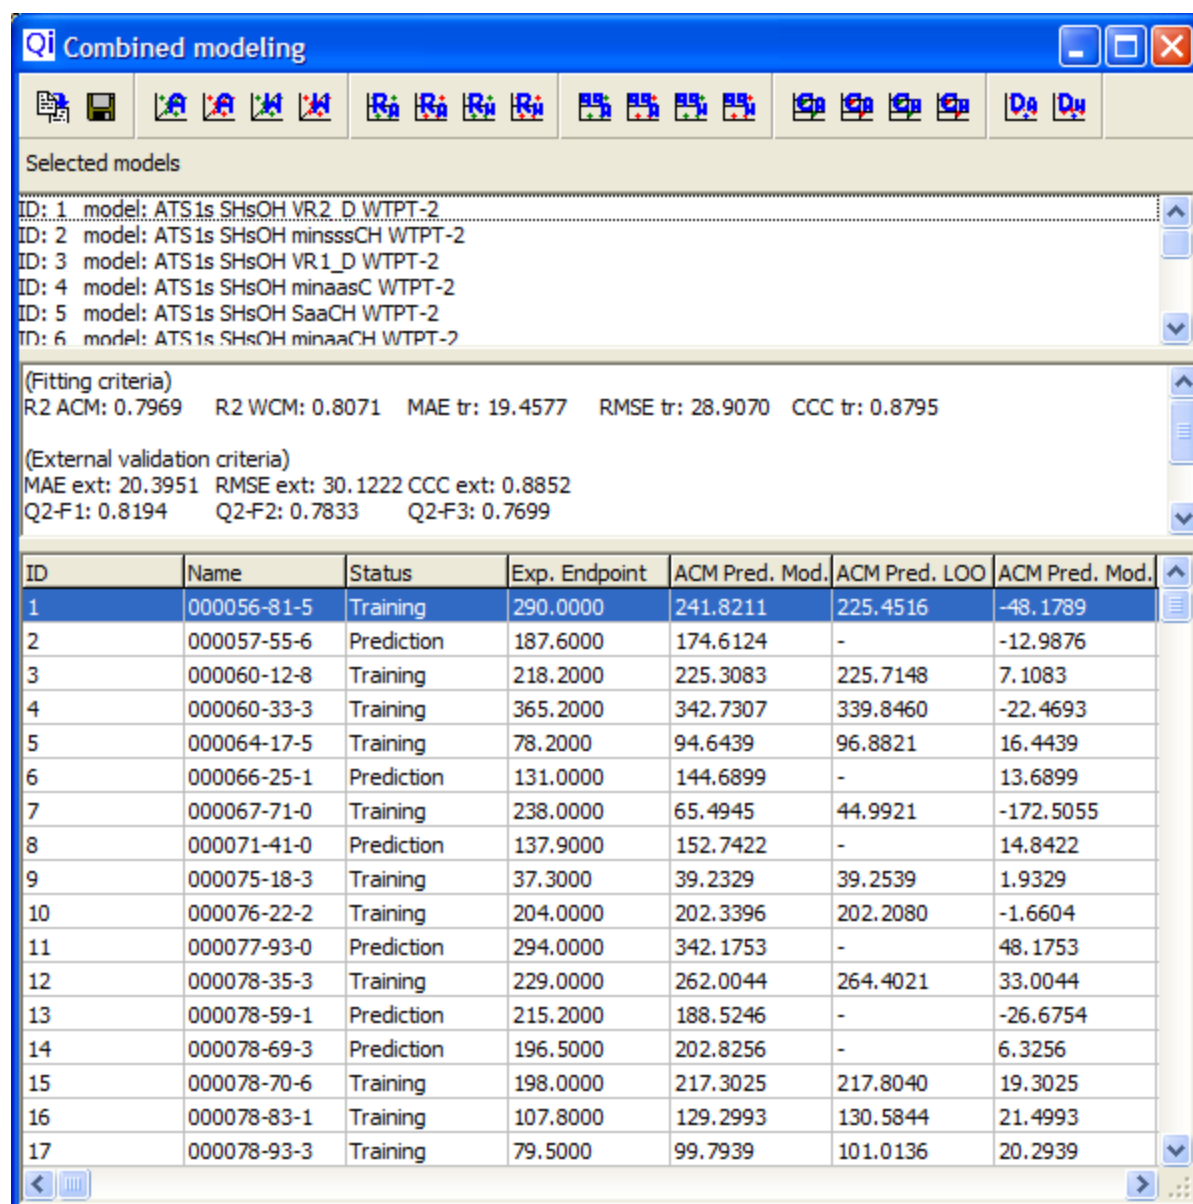 Qi Combined modeling
Selected models
ID: 1 model: ATS1s SHsOH VR2_D WTPT-2
ID: 2 model: ATS1s SHsOH minsssCH WTPT-2
ID: 3 model: ATS1s SHsOH VR1_D WTPT-2
ID: 4 model: ATS1s SHsOH minaasC WTPT-2
ID: 5 model: ATS1s SHsOH SaaCH WTPT-2
ID: 6 model: ATS1s SHsOH minaaCH WTPT-2
(Fitting criteria)
R2 ACM: 0.7969 R2 WCM: 0.8071 MAE tr: 19.4577 RMSE tr: 28.9070 CCC tr: 0.8795
(External validation criteria)
MAE ext: 20.3951 RMSE ext: 30.1222 CCC ext: 0.8852
Q2-F1: 0.8194 Q2-F2: 0.7833 Q2-F3: 0.7699
ID Name Status Exp. Endpoint ACM Pred. Mod. ACM Pred. LOO ACM Pred. Mod.
1 000056-81-5 Training 290.0000 241.8211 225.4516 -48.1789
2 000057-55-6 Prediction 187.6000 174.6124 - -12.9876
3 000060-12-8 Training 218.2000 225.3083 225.7148 7.1083
4 000060-33-3 Training 365.2000 342.7307 339.8460 -22.4693
5 000064-17-5 Training 78.2000 94.6439 96.8821 16.4439
6 000066-25-1 Prediction 131.0000 144.6899 - 13.6899
7 000067-71-0 Training 238.0000 65.4945 44.9921 -172.5055
8 000071-41-0 Prediction 137.9000 152.7422 - 14.8422
9 000075-18-3 Training 37.3000 39.2329 39.2539 1.9329
10 000076-22-2 Training 204.0000 202.3396 202.2080 -1.6604
11 000077-93-0 Prediction 294.0000 342.1753 - 48.1753
12 000078-35-3 Training 229.0000 262.0044 264.4021 33.0044
13 000078-59-1 Prediction 215.2000 188.5246 - -26.6754
14 000078-69-3 Prediction 196.5000 202.8256 - 6.3256
15 000078-70-6 Training 198.0000 217.3025 217.8040 19.3025
16 000078-83-1 Training 107.8000 129.2993 130.5844 21.4993
17 000078-93-3 Training 79.5000 99.7939 101.0136 20.2939